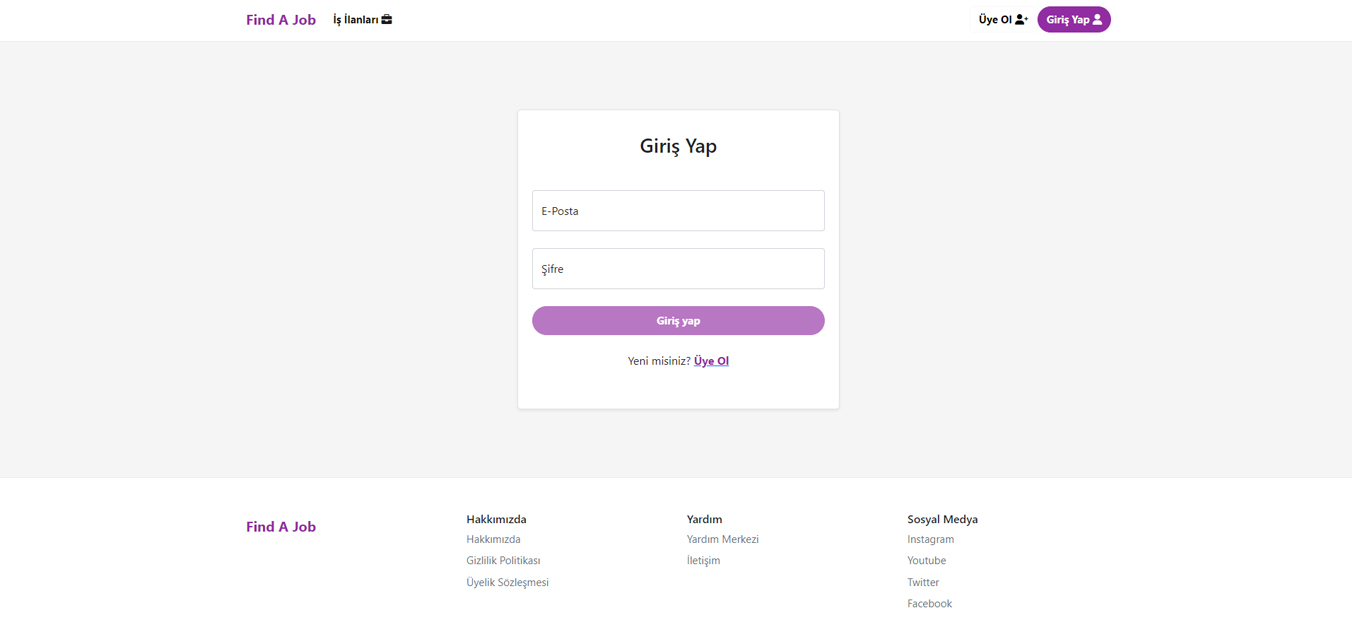 Find A Job İş İlanları Üye Ol Giriş Yap
Giriş Yap
E-Posta
Şifre
Giriş yap
Yeni misiniz? Üye Ol
Find A Job
Hakkımızda
Hakkımızda
Gizlilik Politikası
Üyelik Sözleşmesi
Yardım
Yardım Merkezi
İletişim
Sosyal Medya
Instagram
Youtube
Twitter
Facebook